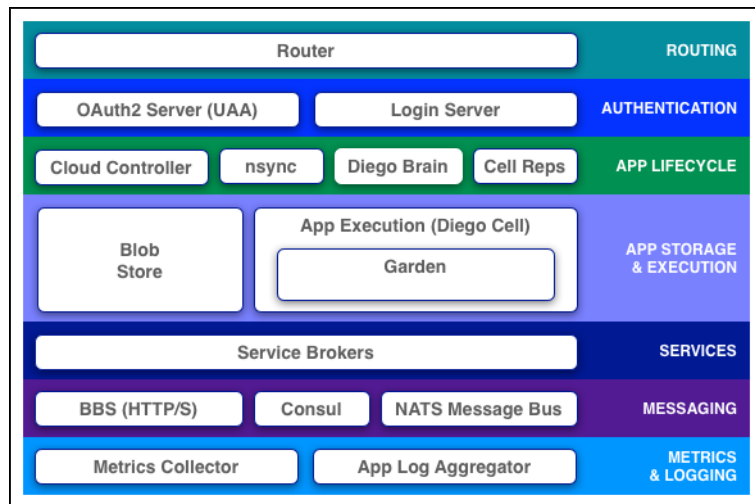 Router
ROUTING
OAuth2 Server (UAA)
Login Server
AUTHENTICATION
Cloud Controller
nsync
Diego Brain
Cell Reps
APP LIFECYCLE
Blob
Store
App Execution (Diego Cell)
Garden
APP STORAGE
& EXECUTION
Service Brokers
SERVICES
BBS (HTTP/S)
Consul
NATS Message Bus
MESSAGING
Metrics Collector
App Log Aggregator
METRICS
& LOGGING